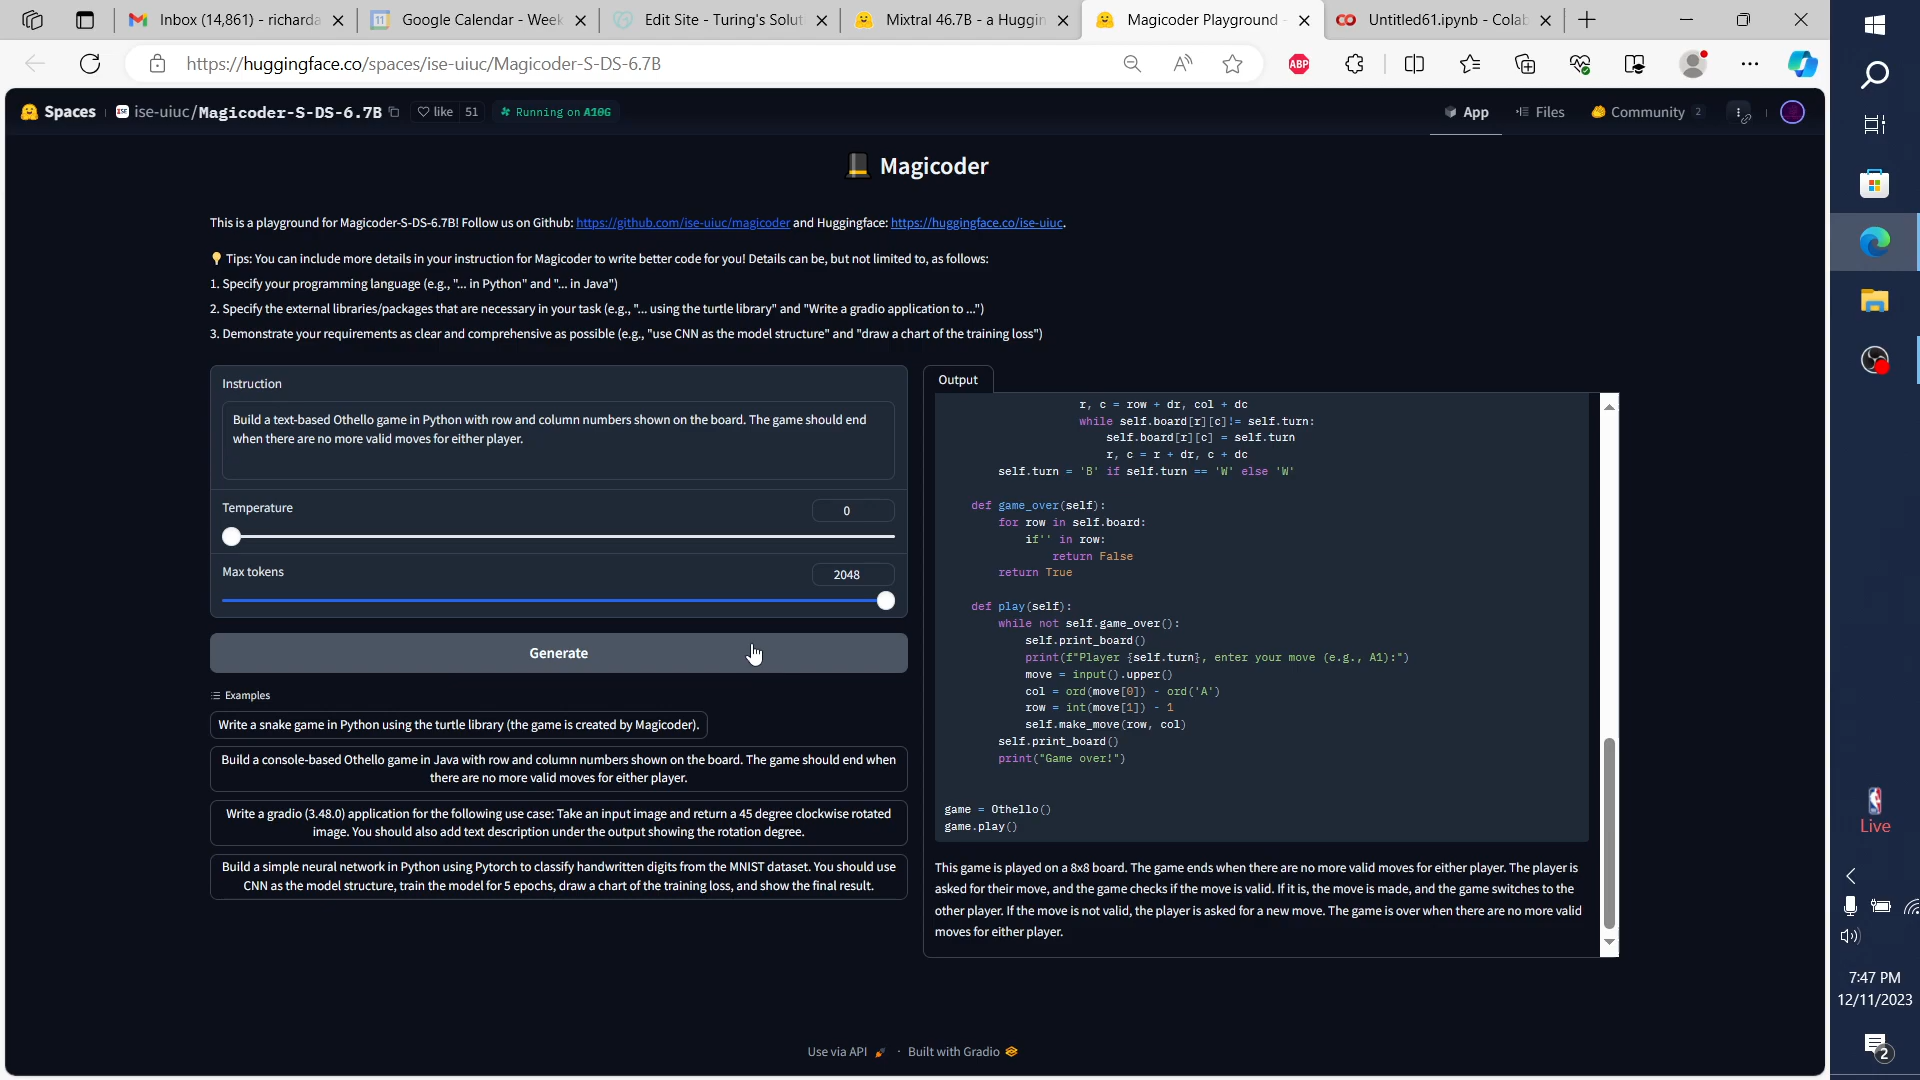 Inbox (14,861) - richarda
Google Calendar - Week
Edit Site - Turing's Solut
Mixtral 46.7B - a Huggin
Magicoder Playground -
Untitled61.ipynb - Colab
https://huggingface.co/spaces/ise-uiuc/Magicoder-S-DS-6.7B
ABP
Spaces
ise-uiuc/Magicoder-S-DS-6.7B
like 51
Running on A10G
App
Files
Community 2
Magicoder
This is a playground for Magicoder-S-DS-6.7B! Follow us on Github: https://github.com/ise-uiuc/magicoder and Huggingface: https://huggingface.co/ise-uiuc.
Tips: You can include more details in your instruction for Magicoder to write better code for you! Details can be, but not limited to, as follows:
1. Specify your programming language (e.g., "... in Python" and "... in Java")
2. Specify the external libraries/packages that are necessary in your task (e.g., "... using the turtle library" and "Write a gradio application to ...")
3. Demonstrate your requirements as clear and comprehensive as possible (e.g., "use CNN as the model structure" and "draw a chart of the training loss")
Instruction
Build a text-based Othello game in Python with row and column numbers shown on the board. The game should end
when there are no more valid moves for either player.
Temperature
0
Max tokens
2048
Generate
Examples
Write a snake game in Python using the turtle library (the game is created by Magicoder).
Build a console-based Othello game in Java with row and column numbers shown on the board. The game should end when
there are no more valid moves for either player.
Write a gradio (3.48.0) application for the following use case: Take an input image and return a 45 degree clockwise rotated
image. You should also add text description under the output showing the rotation degree.
Build a simple neural network in Python using Pytorch to classify handwritten digits from the MNIST dataset. You should use
CNN as the model structure, train the model for 5 epochs, draw a chart of the training loss, and show the final result.
Output
r, c = row + dr, col + dc
while self.board[r][c]!= self.turn:
self.board[r][c] = self.turn
r, c = r + dr, c + dc
self.turn = 'B' if self.turn == 'W' else 'W'
def game_over(self):
for row in self.board:
if'' in row:
return False
return True
def play(self):
while not self.game_over():
self.print_board()
print(f"Player {self.turn}, enter your move (e.g., A1):")
move = input().upper()
col = ord(move[0]) - ord('A')
row = int(move[1]) - 1
self.make_move(row, col)
self.print_board()
print("Game over!")
game = Othello()
game.play()
This game is played on a 8x8 board. The game ends when there are no more valid moves for either player. The player is
asked for their move, and the game checks if the move is valid. If it is, the move is made, and the game switches to the
other player. If the move is not valid, the player is asked for a new move. The game is over when there are no more valid
moves for either player.
Use via API
·
Built with Gradio
Live
7:47 PM
12/11/2023
2